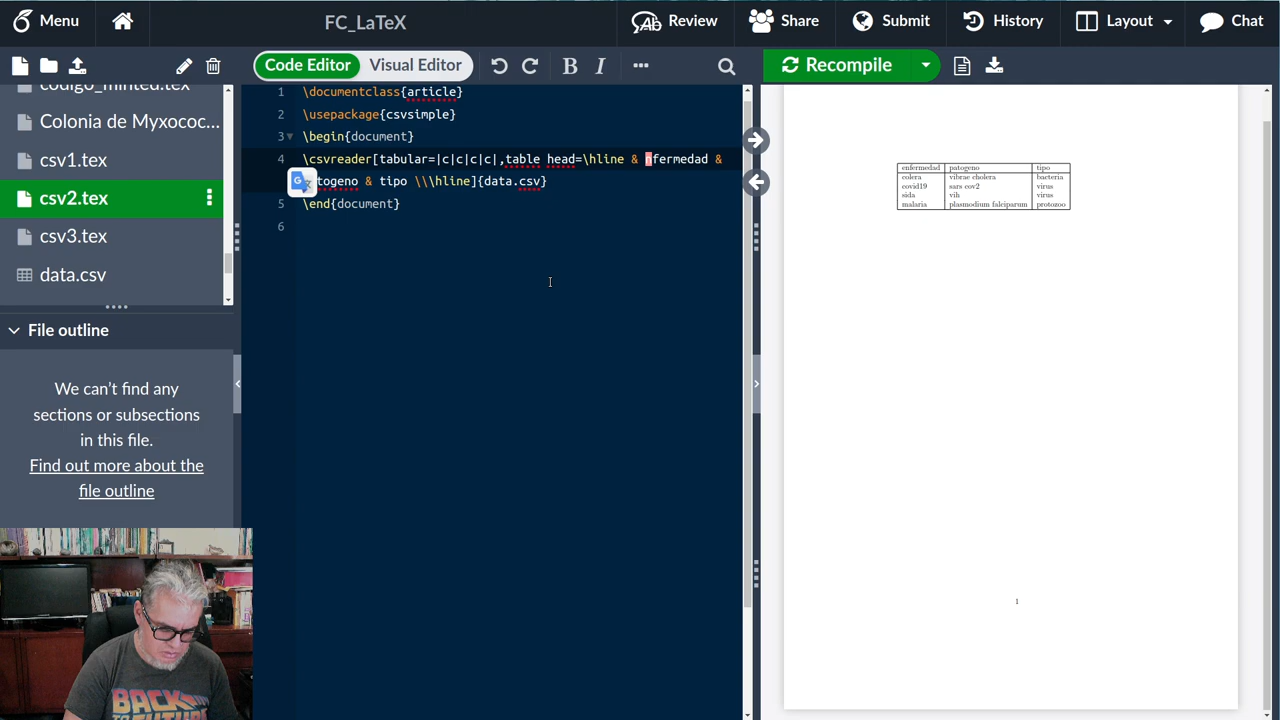 Menu
FC_LaTeX
Review
Share
Submit
History
Layout
Chat
Code Editor
Visual Editor
B
I
Recompile
codigo_minted.tex
Colonia de Myxococ...
csv1.tex
csv2.tex
csv3.tex
data.csv
File outline
We can't find any
sections or subsections
in this file.
Find out more about the
file outline
1 \documentclass{article}
2 \usepackage{csvsimple}
3 \begin{document}
4 \csvreader[tabular=|c|c|c|c|,table head=\hline & nfermedad &
togeno & tipo \\\hline]{data.csv}
5 \end{document}
6
enfermedad patogeno tipo
colera vibrae cholera bacteria
covid19 sars cov2 virus
sida vih virus
malaria plasmodium falciparum protozoo
1
BACK
TO FUTURE